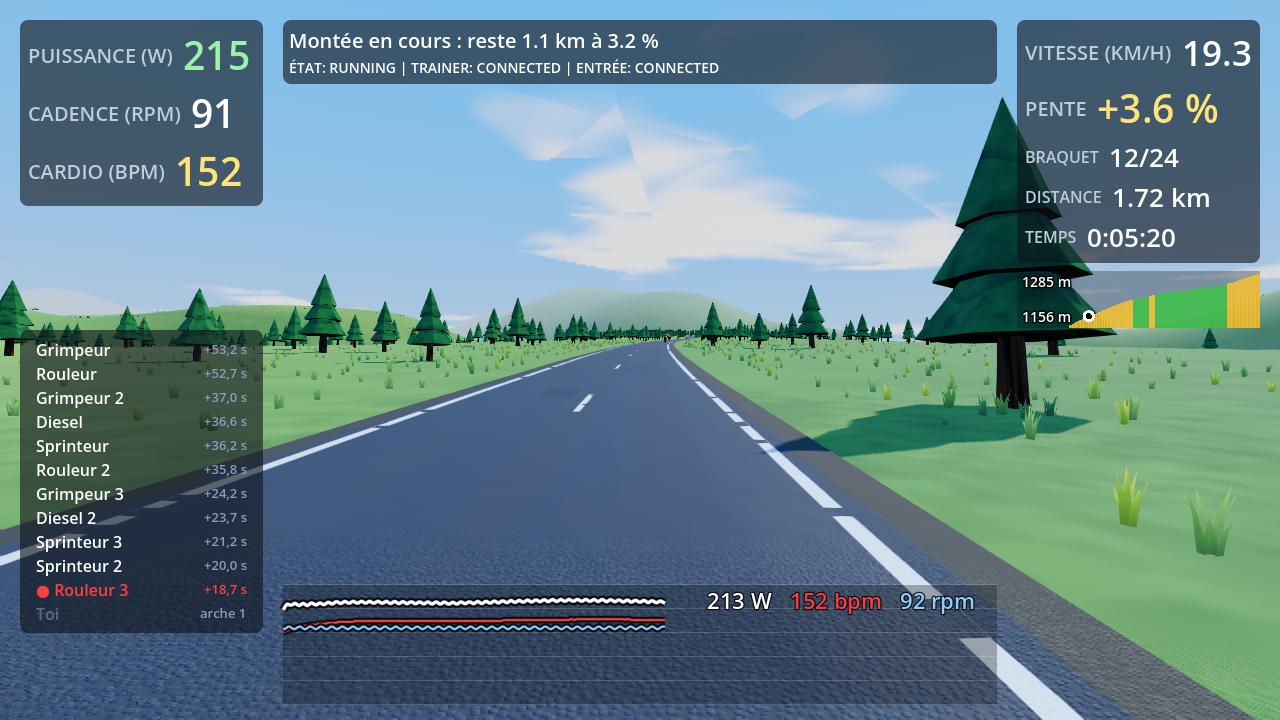 PUISSANCE (W) 215
CADENCE (RPM) 91
CARDIO (BPM) 152
Montée en cours : reste 1.1 km à 3.2 %
ÉTAT: RUNNING | TRAINER: CONNECTED | ENTRÉE: CONNECTED
VITESSE (KM/H) 19.3
PENTE +3.6 %
BRAQUET 12/24
DISTANCE 1.72 km
TEMPS 0:05:20
1285 m
1156 m
Grimpeur +53,2 s
Rouleur +52,7 s
Grimpeur 2 +37,0 s
Diesel +36,6 s
Sprinteur +36,2 s
Rouleur 2 +35,8 s
Grimpeur 3 +24,2 s
Diesel 2 +23,7 s
Sprinteur 3 +21,2 s
Sprinteur 2 +20,0 s
Rouleur 3 +18,7 s
Toi arche 1
213 W 152 bpm 92 rpm